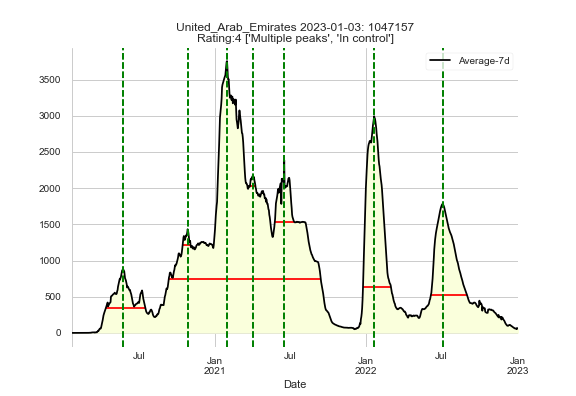 United_Arab_Emirates 2023-01-03: 1047157
Rating:4 ['Multiple peaks', 'In control']
Average-7d
3500
3000
2500
2000
1500
1000
500
0
Jul Jan Jul Jan Jul Jan
2021 2022 2023
Date